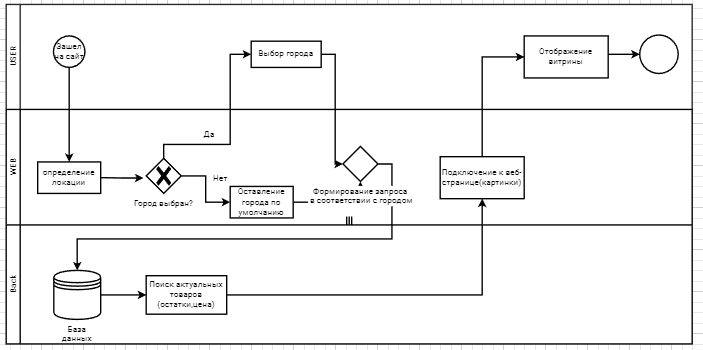 USER
Зашел
на сайт
Выбор города
Отображение
витрины
WEB
определение
локации
Да
Город выбран?
Нет
Оставление
города по
умолчанию
Формирование запроса
в соответствии с городом
Подключение к веб-
странице(картинки)
Back
База
данных
Поиск актуальных
товаров
(остатки,цена)